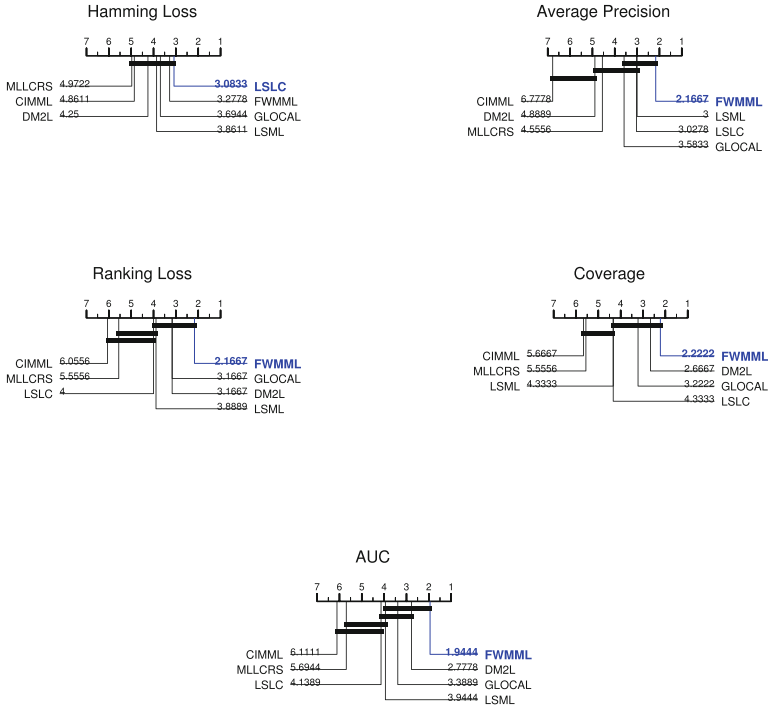 Hamming Loss
7 6 5 4 3 2 1
MLLCRS 4.9722 3.0833 LSLC
CIMML 4.8611 3.2778 FWMML
DM2L 4.25 3.6944 GLOCAL
3.8611 LSML
Average Precision
7 6 5 4 3 2 1
CIMML 6.7778 2.1667 FWMML
DM2L 4.8889 3 LSML
MLLCRS 4.5556 3.0278 LSLC
3.5833 GLOCAL
Ranking Loss
7 6 5 4 3 2 1
CIMML 6.0556 2.1667 FWMML
MLLCRS 5.5556 3.1667 GLOCAL
LSLC 4 3.1667 DM2L
3.8889 LSML
Coverage
7 6 5 4 3 2 1
CIMML 5.6667 2.2222 FWMML
MLLCRS 5.5556 2.6667 DM2L
LSML 4.3333 3.2222 GLOCAL
4.3333 LSLC
AUC
7 6 5 4 3 2 1
CIMML 6.1111 1.9444 FWMML
MLLCRS 5.6944 2.7778 DM2L
LSLC 4.1389 3.3889 GLOCAL
3.9444 LSML